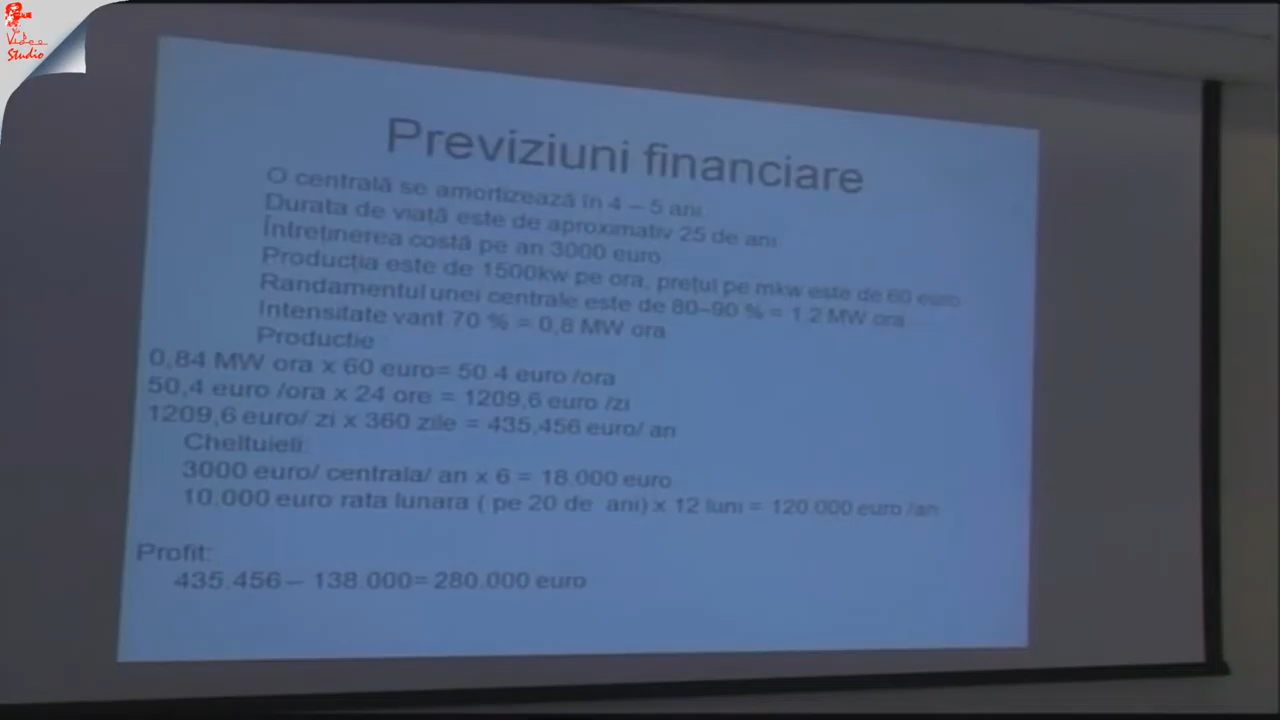 Video
Studio
Previziuni financiare
O centrală se amortizează în 4 – 5 ani.
Durata de viață este de aproximativ 25 de ani
Întreținerea costă pe an 3000 euro
Producția este de 1500kw pe ora, prețul pe mkw este de 60 euro
Randamentul unei centrale este de 80–90 % = 1.2 MW ora
Intensitate vant 70 % = 0,8 MW ora
Productie :
0,84 MW ora x 60 euro= 50.4 euro /ora
50,4 euro /ora x 24 ore = 1209,6 euro /zi
1209,6 euro/ zi x 360 zile = 435,456 euro/ an
Cheltuieli:
3000 euro/ centrala/ an x 6 = 18.000 euro
10.000 euro rata lunara ( pe 20 de ani) x 12 luni = 120.000 euro /an
Profit:
435.456 – 138.000= 280.000 euro